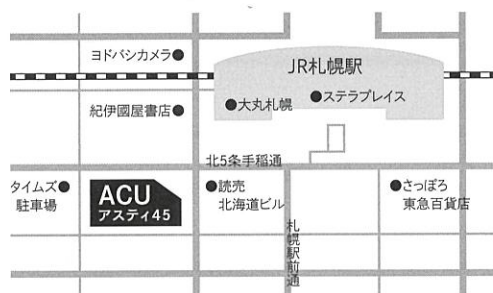 ヨドバシカメラ
JR札幌駅
大丸札幌
ステラプレイス
紀伊國屋書店
北5条手稲通
タイムズ
駐車場
ACU
アスティ45
読売
北海道ビル
さっぽろ
東急百貨店
札幌駅前通